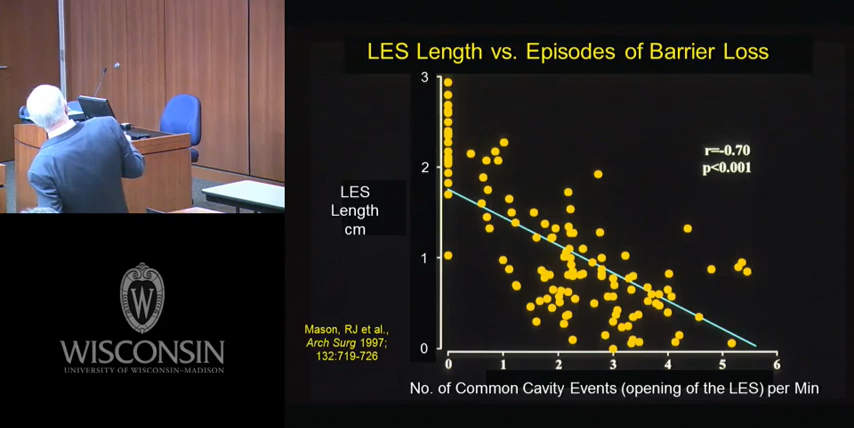 LES Length vs. Episodes of Barrier Loss
3
2
1
0
LES
Length
cm
r=-0.70
p<0.001
0 1 2 3 4 5 6
No. of Common Cavity Events (opening of the LES) per Min
Mason, RJ et al.,
Arch Surg 1997;
132:719-726
W
WISCONSIN
UNIVERSITY OF WISCONSIN–MADISON